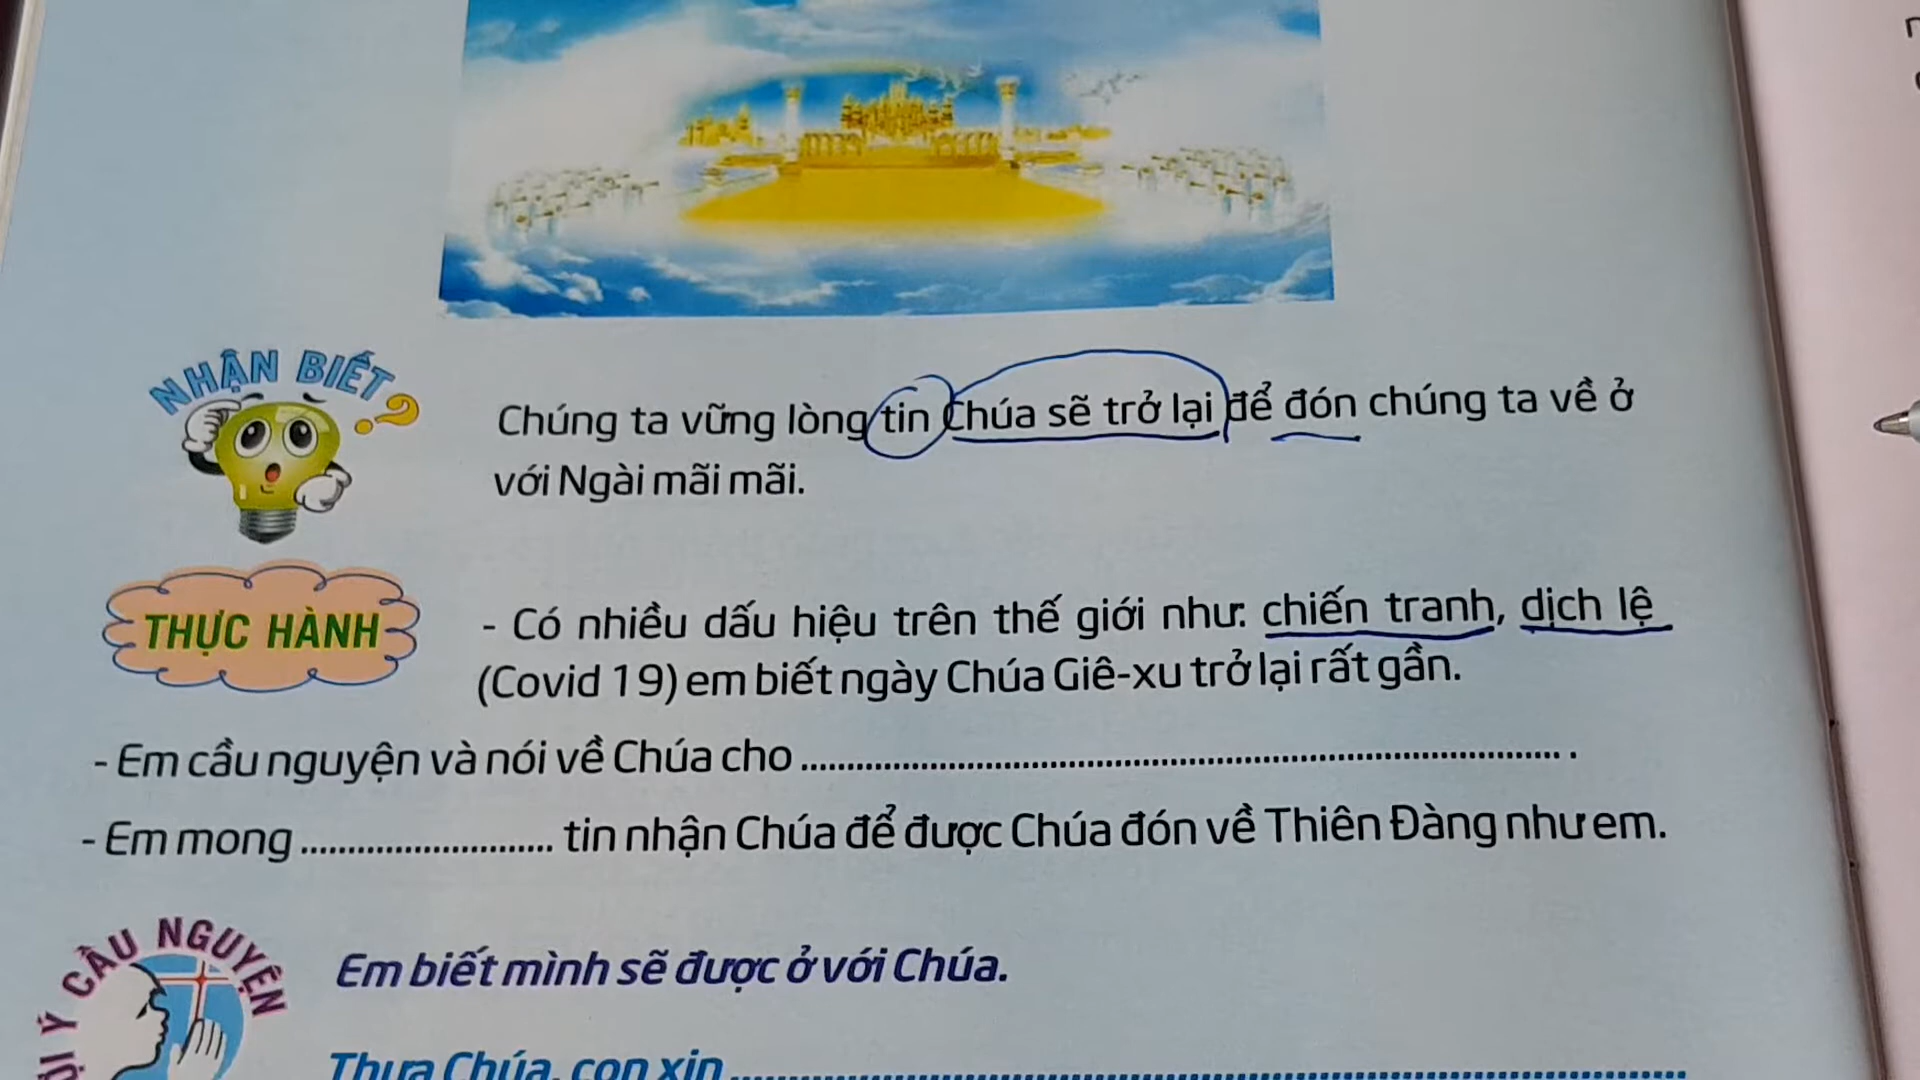 NHẬN BIẾT?
Chúng ta vững lòng tin Chúa sẽ trở lại để đón chúng ta về ở
với Ngài mãi mãi.
THỰC HÀNH
- Có nhiều dấu hiệu trên thế giới như: chiến tranh, dịch lệ
(Covid 19) em biết ngày Chúa Giê-xu trở lại rất gần.
- Em cầu nguyện và nói về Chúa cho .......................................................................................... .
- Em mong ............................ tin nhận Chúa để được Chúa đón về Thiên Đàng như em.
Ý CẦU NGUYỆN
Em biết mình sẽ được ở với Chúa.
Thưa Chúa, con xin ..........................................................................................